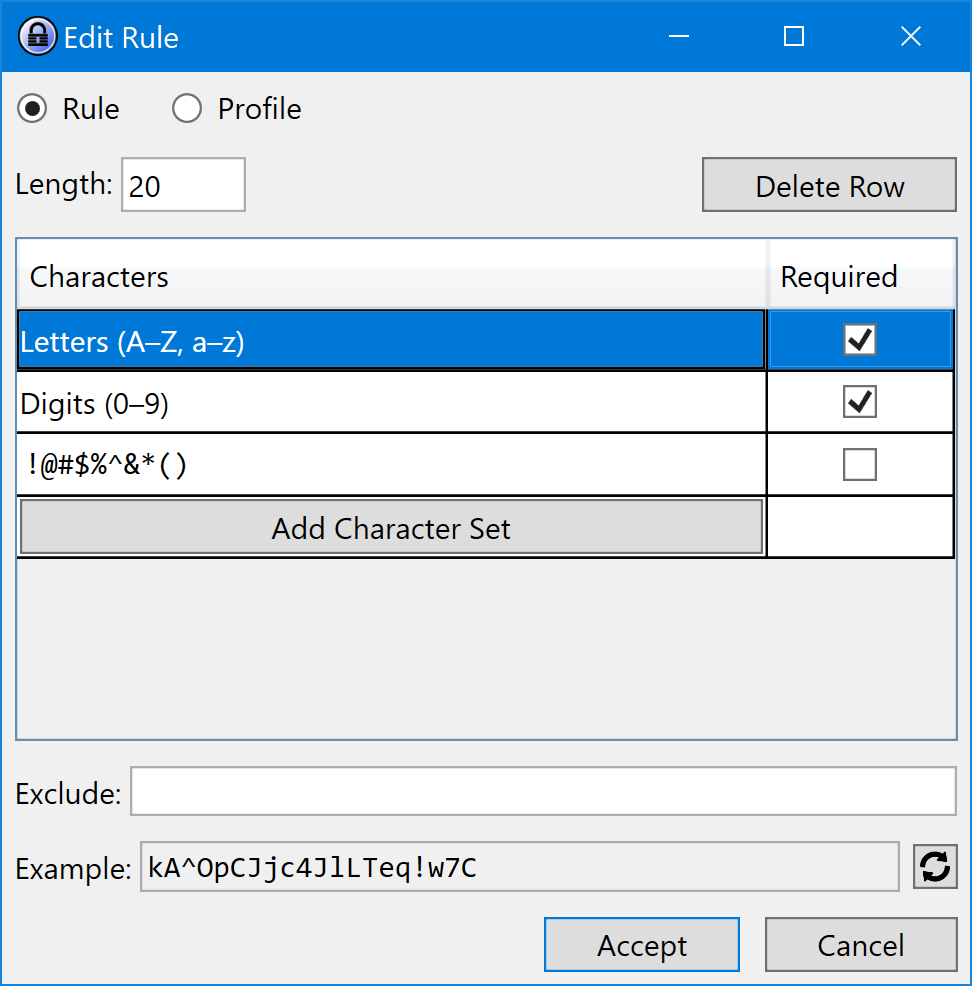 Edit Rule
Rule Profile
Length: 20 Delete Row
Characters Required
Letters (A–Z, a–z)
Digits (0–9)
!@#$%^&*()
Add Character Set
Exclude:
Example: kA^OpCJjc4JlLTeq!w7C
Accept Cancel